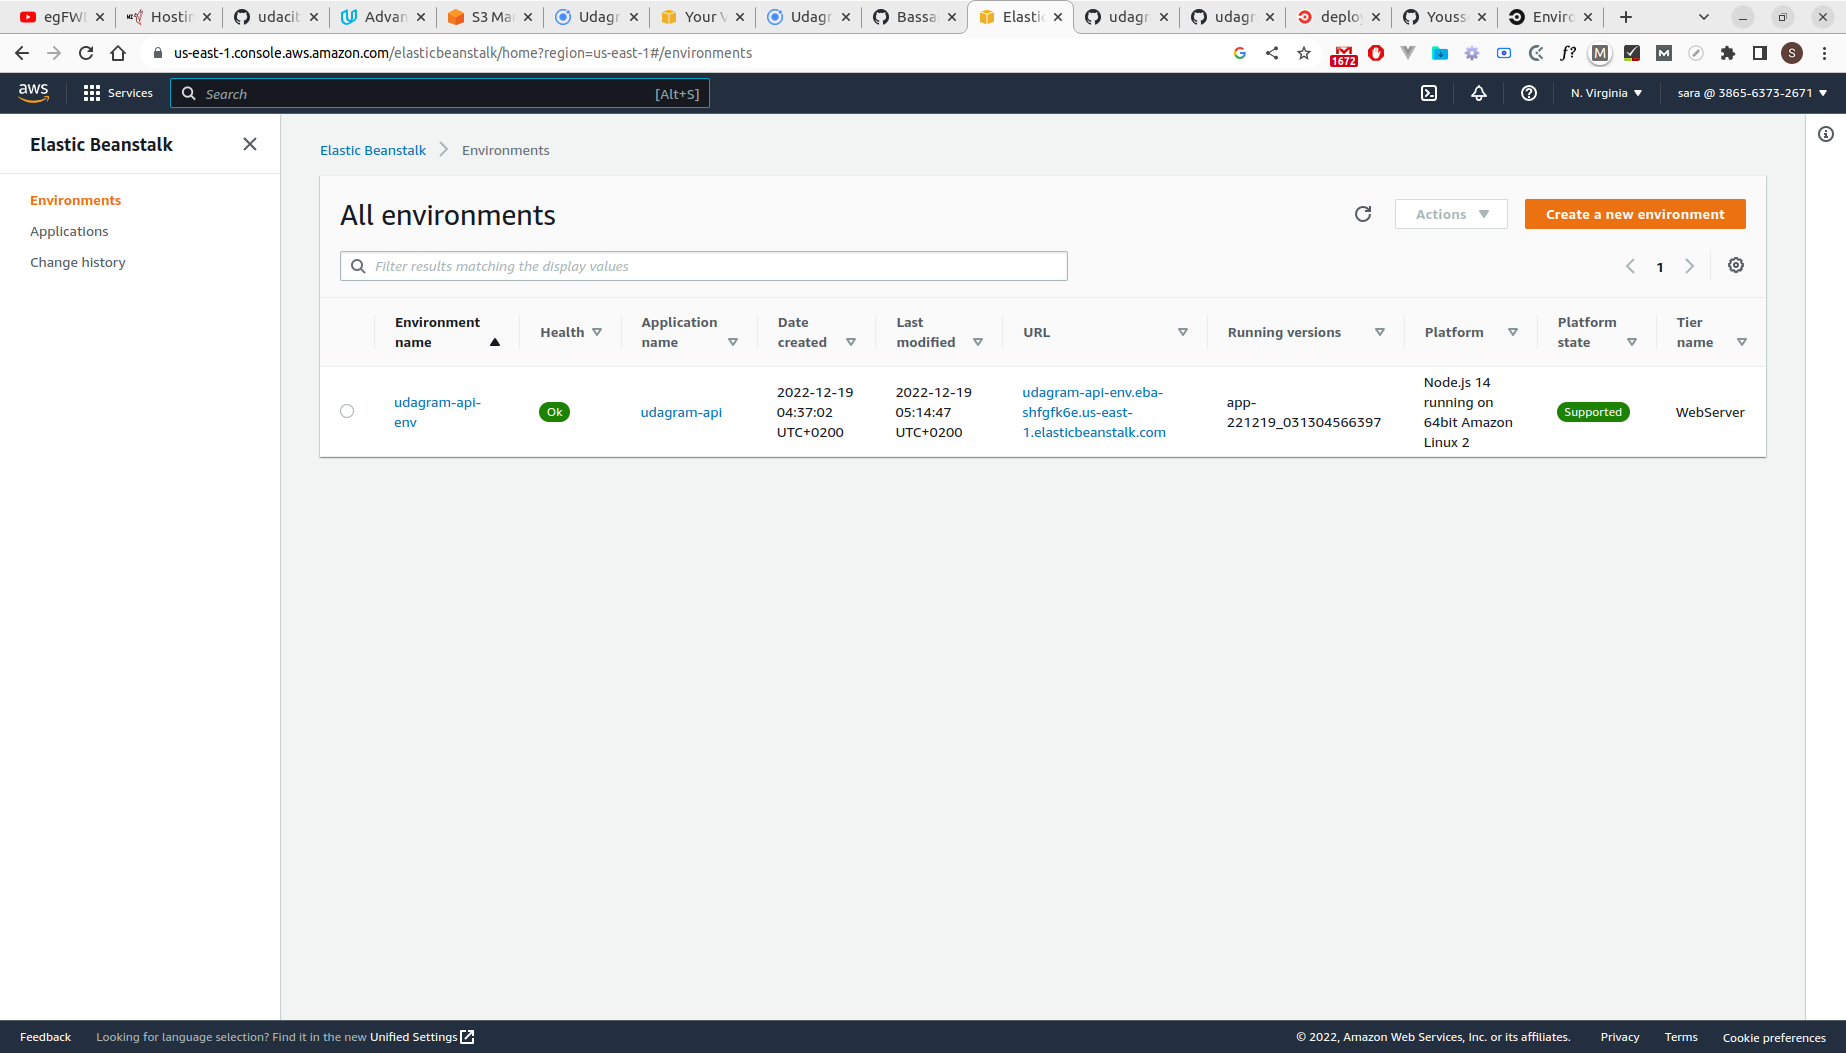 egFWl
Hostin
udacit
Advan
S3 Ma
Udagr
Your V
Udagr
Bassa
Elastic
udagr
udagr
deploy
Youss
Enviro
us-east-1.console.aws.amazon.com/elasticbeanstalk/home?region=us-east-1#/environments
1672
f?
M
M
S
aws
Services
Search
[Alt+S]
N. Virginia
sara @ 3865-6373-2671
Elastic Beanstalk
Environments
Applications
Change history
Elastic Beanstalk
Environments
All environments
Actions
Create a new environment
Filter results matching the display values
1
Environment
name
Health
Application
name
Date
created
Last
modified
URL
Running versions
Platform
Platform
state
Tier
name
udagram-api-
env
Ok
udagram-api
2022-12-19
04:37:02
UTC+0200
2022-12-19
05:14:47
UTC+0200
udagram-api-env.eba-
shfgfk6e.us-east-
1.elasticbeanstalk.com
app-
221219_031304566397
Node.js 14
running on
64bit Amazon
Linux 2
Supported
WebServer
Feedback
Looking for language selection? Find it in the new Unified Settings
© 2022, Amazon Web Services, Inc. or its affiliates.
Privacy
Terms
Cookie preferences